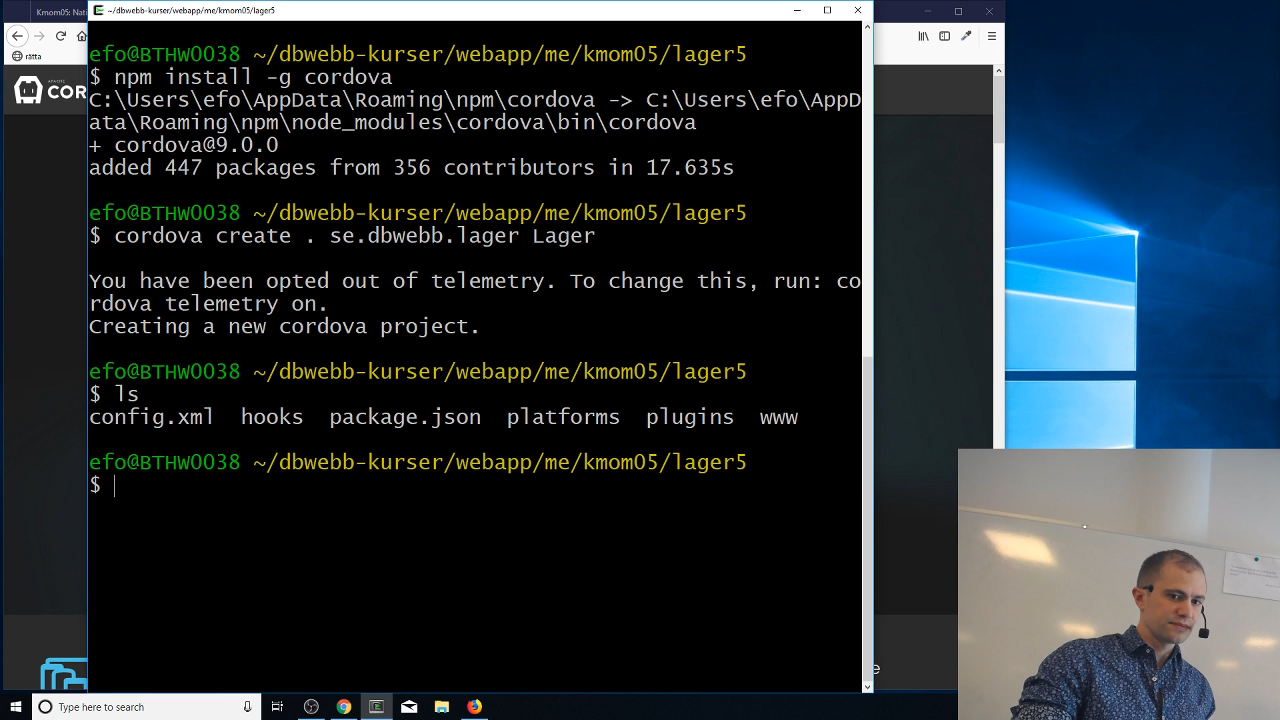 Kmom05: Nati
~/dbwebb-kurser/webapp/me/kmom05/lager5
rätta
APACHE
COR
efo@BTHW0038 ~/dbwebb-kurser/webapp/me/kmom05/lager5
$ npm install -g cordova
C:\Users\efo\AppData\Roaming\npm\cordova -> C:\Users\efo\AppD
ata\Roaming\npm\node_modules\cordova\bin\cordova
+ cordova@9.0.0
added 447 packages from 356 contributors in 17.635s
efo@BTHW0038 ~/dbwebb-kurser/webapp/me/kmom05/lager5
$ cordova create . se.dbwebb.lager Lager
You have been opted out of telemetry. To change this, run: co
rdova telemetry on.
Creating a new cordova project.
efo@BTHW0038 ~/dbwebb-kurser/webapp/me/kmom05/lager5
$ ls
config.xml hooks package.json platforms plugins www
efo@BTHW0038 ~/dbwebb-kurser/webapp/me/kmom05/lager5
$
e
Type here to search